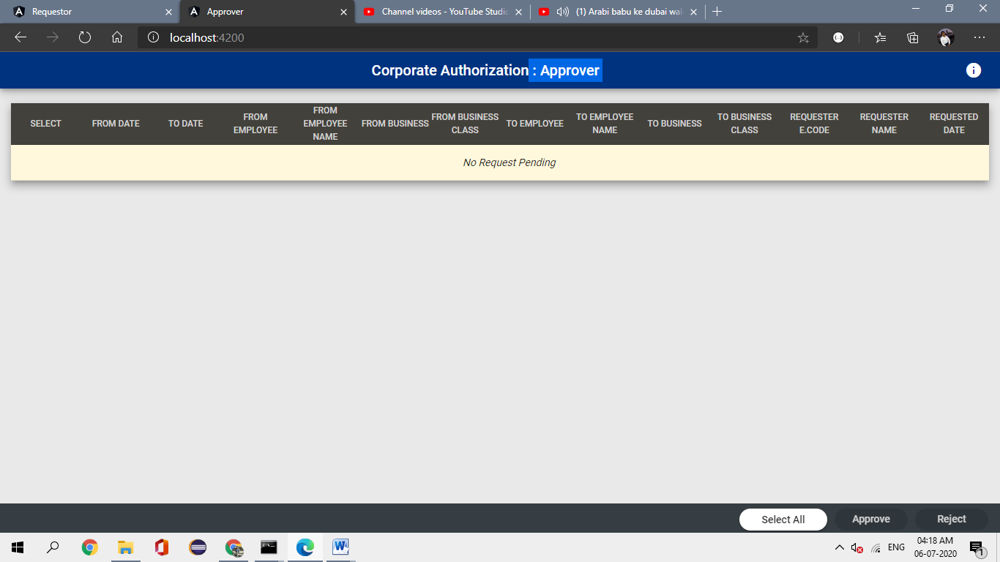 Requestor
Approver
Channel videos - YouTube Studio
(1) Arabi babu ke dubai wal
localhost:4200
Corporate Authorization : Approver
SELECT
FROM DATE
TO DATE
FROM
EMPLOYEE
FROM
EMPLOYEE
NAME
FROM BUSINESS
FROM BUSINESS
CLASS
TO EMPLOYEE
TO EMPLOYEE
NAME
TO BUSINESS
TO BUSINESS
CLASS
REQUESTER
E.CODE
REQUESTER
NAME
REQUESTED
DATE
No Request Pending
Select All
Approve
Reject
ENG
04:18 AM
06-07-2020
1